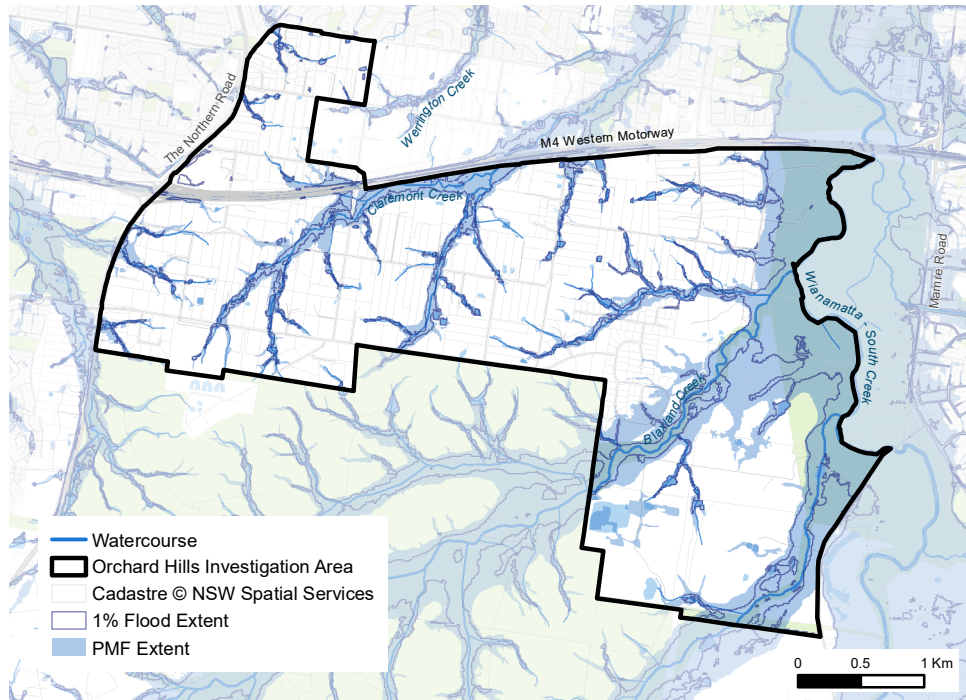 The Northern Road
Werrington Creek
M4 Western Motorway
Claremont Creek
Mamre Road
Wianamatta - South Creek
Blaxland Creek
Watercourse
Orchard Hills Investigation Area
Cadastre © NSW Spatial Services
1% Flood Extent
PMF Extent
0 0.5 1 Km